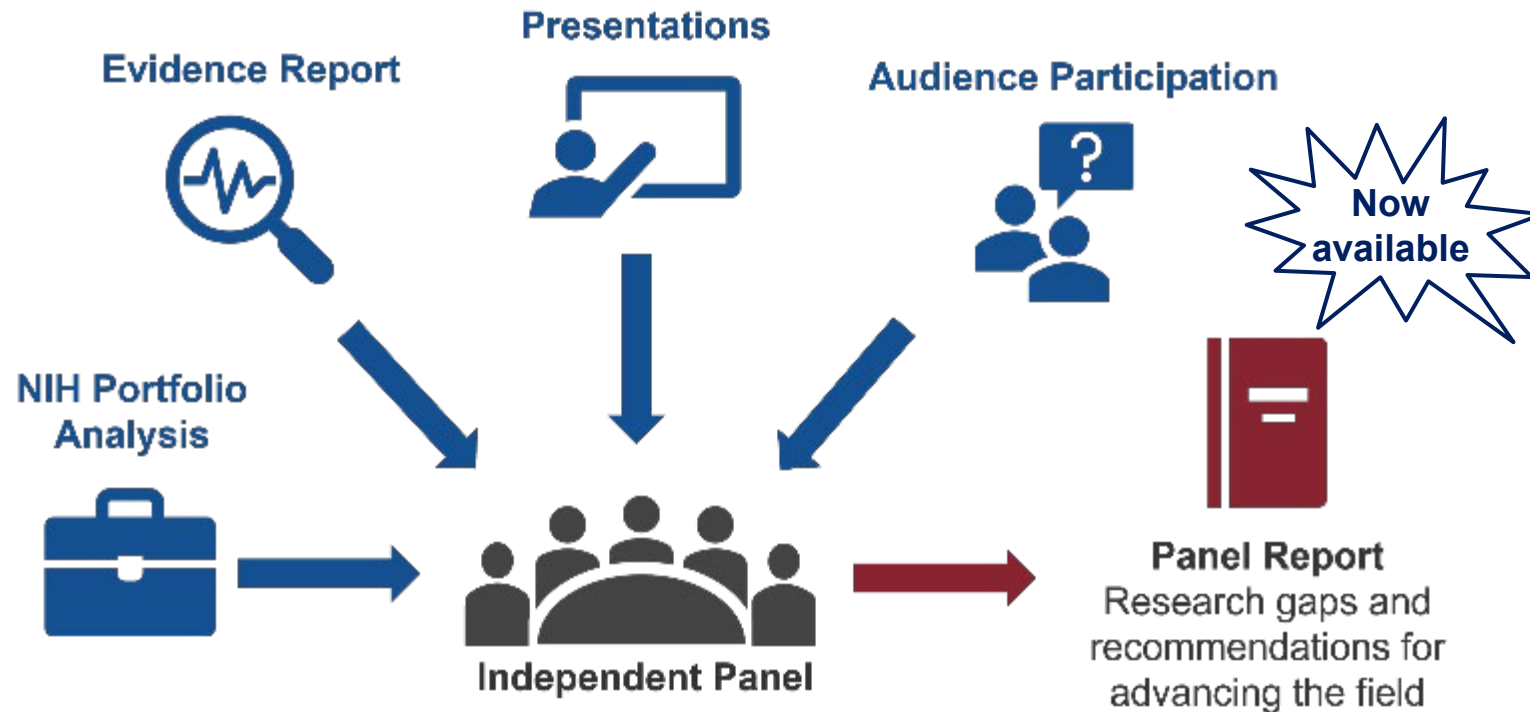 Presentations
Evidence Report
Audience Participation
?
Now
available
NIH Portfolio
Analysis
Independent Panel
Panel Report
Research gaps and
recommendations for
advancing the field